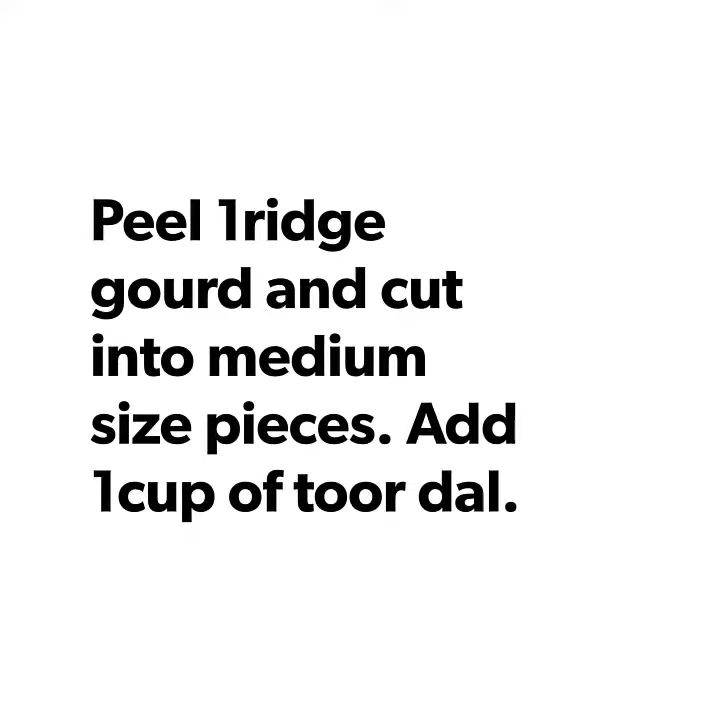 Peel 1ridge
gourd and cut
into medium
size pieces. Add
1cup of toor dal.